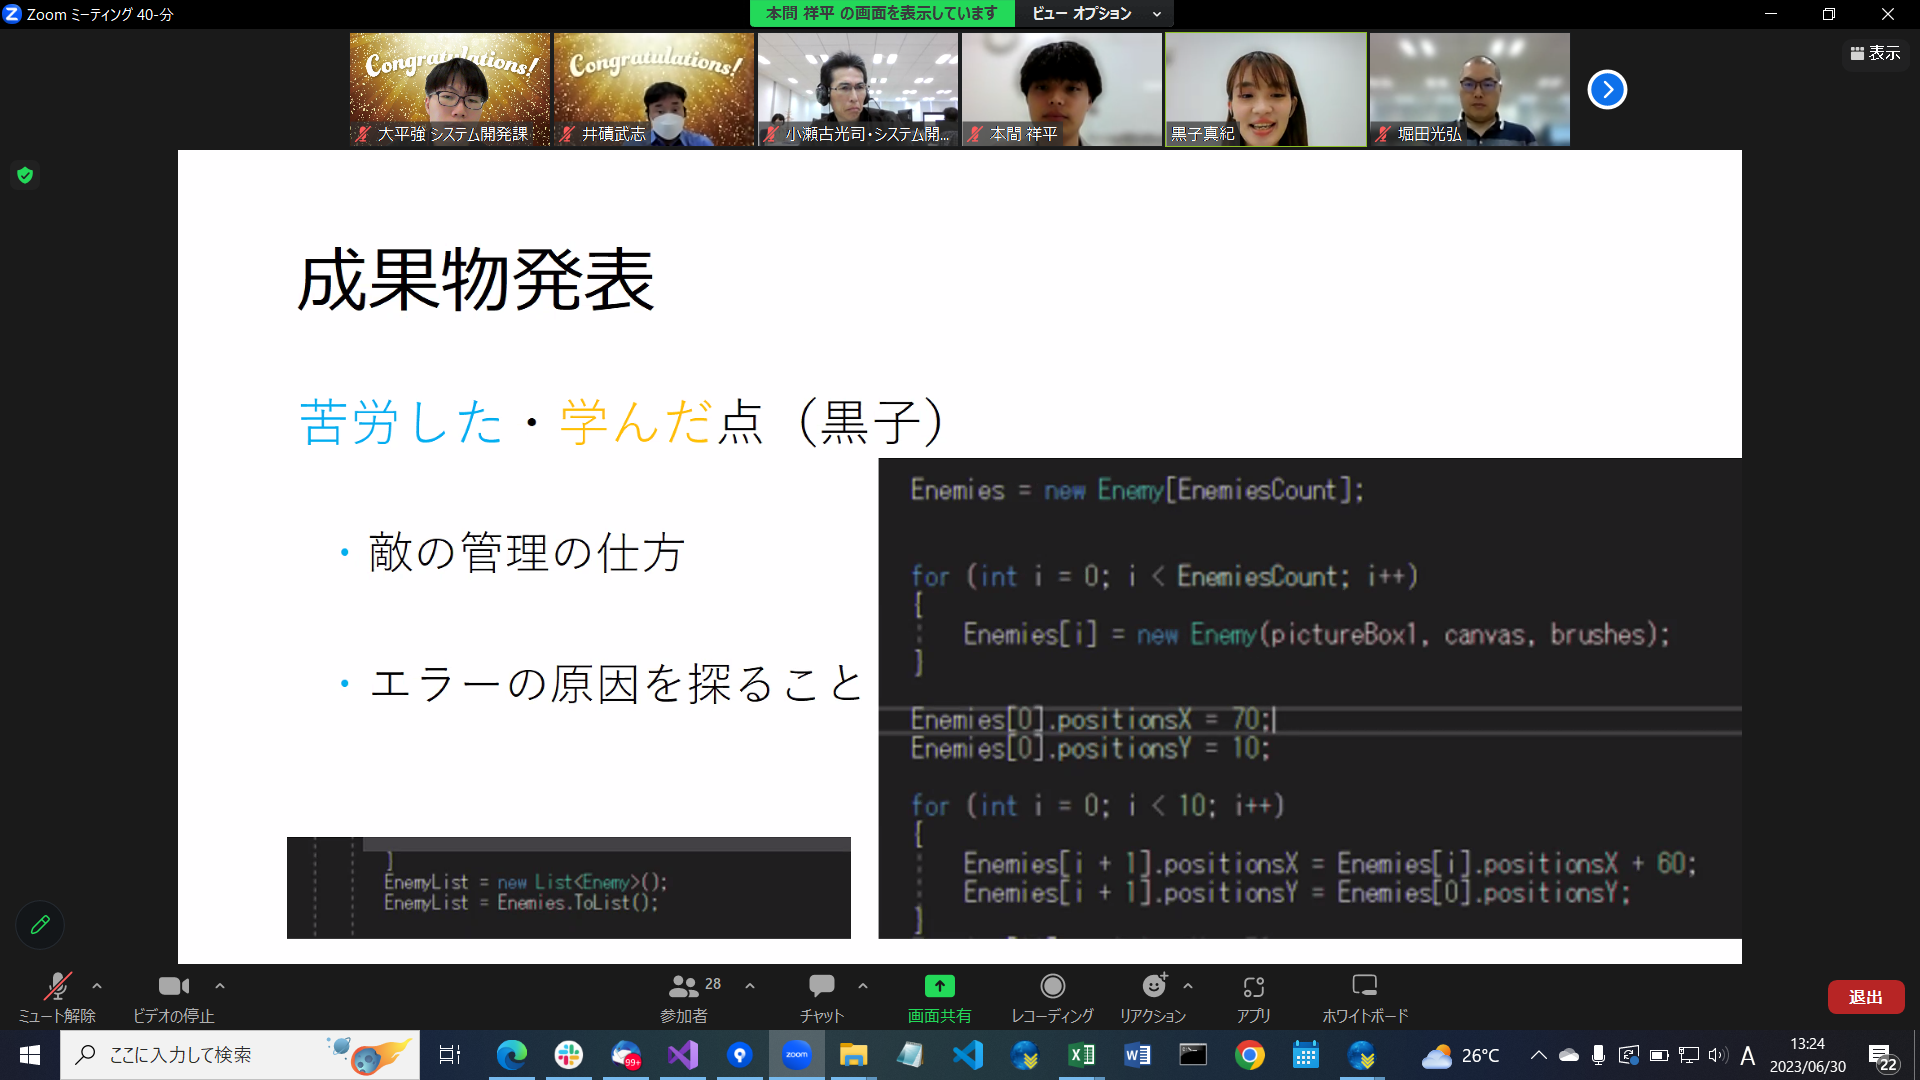 Zoom ミーティング 40-分
本間 祥平 の画面を表示しています
ビュー オプション
表示
Congratulations!
Congratulations!
大平強 システム開発課
井磧武志
小瀬古光司・システム開...
本間 祥平
黒子真紀
堀田光弘
成果物発表
苦労した・学んだ点（黒子）
・敵の管理の仕方
・エラーの原因を探ること
Enemies = new Enemy[EnemiesCount];
for (int i = 0; i < EnemiesCount; i++)
{
Enemies[i] = new Enemy(pictureBox1, canvas, brushes);
}
Enemies[0].positionsX = 70;
Enemies[0].positionsY = 10;
for (int i = 0; i < 10; i++)
{
Enemies[i + 1].positionsX = Enemies[i].positionsX + 60;
Enemies[i + 1].positionsY = Enemies[0].positionsY;
}
}
EnemyList = new List<Enemy>();
EnemyList = Enemies.ToList();
ミュート解除
ビデオの停止
28
参加者
チャット
画面共有
レコーディング
リアクション
アプリ
ホワイトボード
退出
ここに入力して検索
99+
zoom
26°C
A
13:24
2023/06/30
22